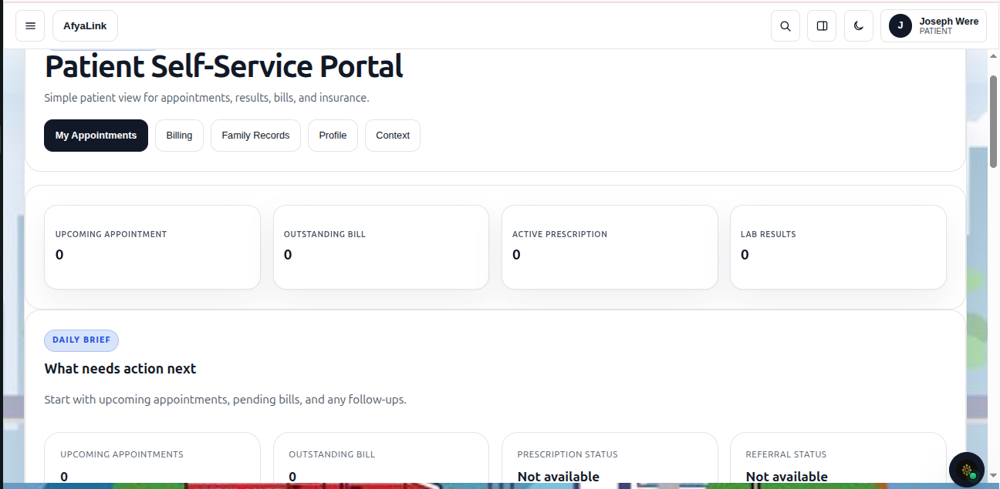 AfyaLink
J
Joseph Were
PATIENT
Patient Self-Service Portal
Simple patient view for appointments, results, bills, and insurance.
My Appointments
Billing
Family Records
Profile
Context
UPCOMING APPOINTMENT
0
OUTSTANDING BILL
0
ACTIVE PRESCRIPTION
0
LAB RESULTS
0
DAILY BRIEF
What needs action next
Start with upcoming appointments, pending bills, and any follow-ups.
UPCOMING APPOINTMENTS
0
OUTSTANDING BILL
0
PRESCRIPTION STATUS
Not available
REFERRAL STATUS
Not available